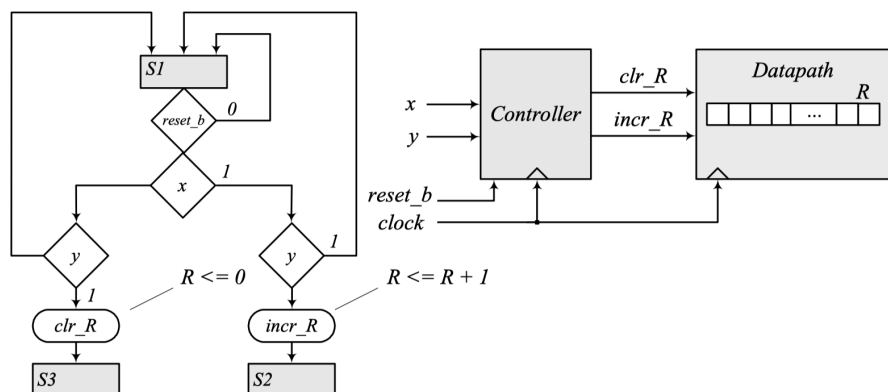 S1
0
reset_b
x
1
y
y
1
1
R <= 0
R <= R + 1
clr_R
incr_R
S3
S2
x
y
Controller
clr_R
incr_R
Datapath
R
...
reset_b
clock